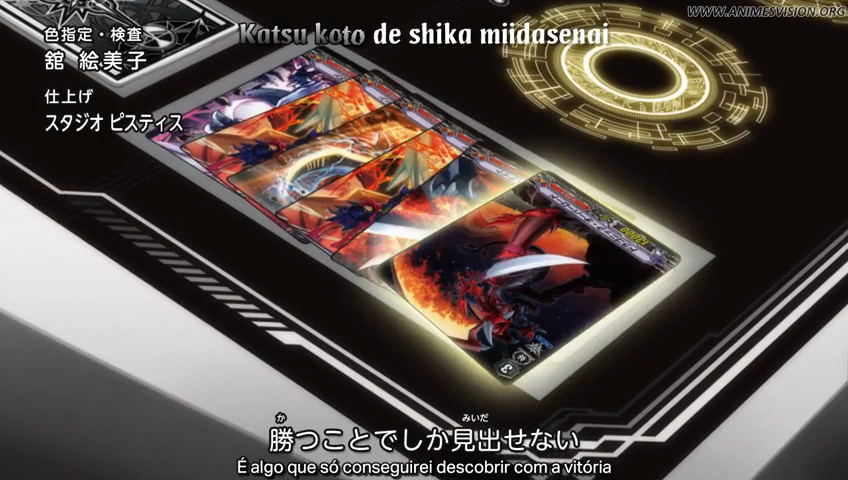 WWW.ANIMESVISION.ORG
色指定・検査
舘 絵美子
仕上げ
スタジオ ピスティス
Katsu koto de shika miidasenai
か みいだ
勝つことでしか見出せない
É algo que só conseguirei descobrir com a vitória